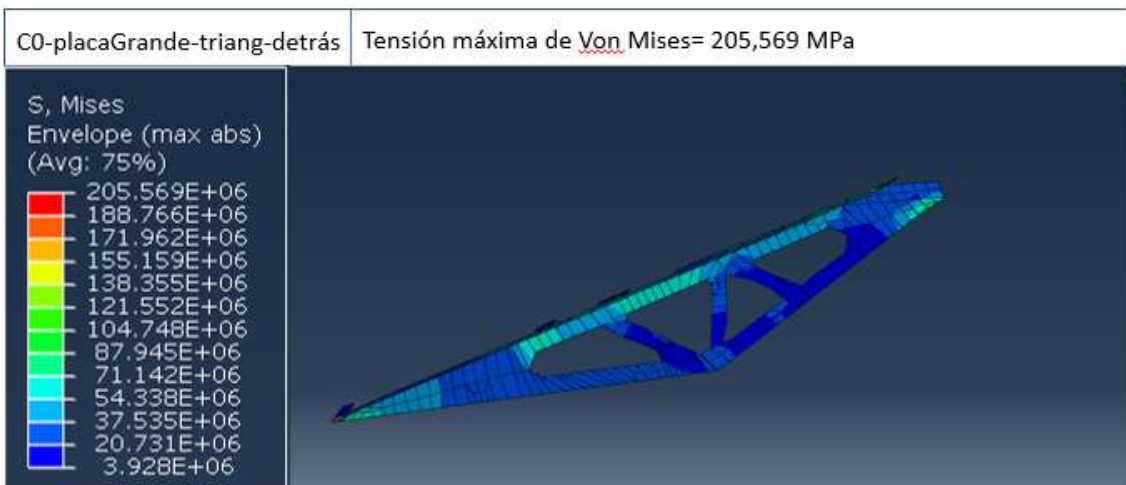 C0-placaGrande-triang-detrás
Tensión máxima de Von Mises= 205,569 MPa
S, Mises
Envelope (max abs)
(Avg: 75%)
205.569E+06
188.766E+06
171.962E+06
155.159E+06
138.355E+06
121.552E+06
104.748E+06
87.945E+06
71.142E+06
54.338E+06
37.535E+06
20.731E+06
3.928E+06